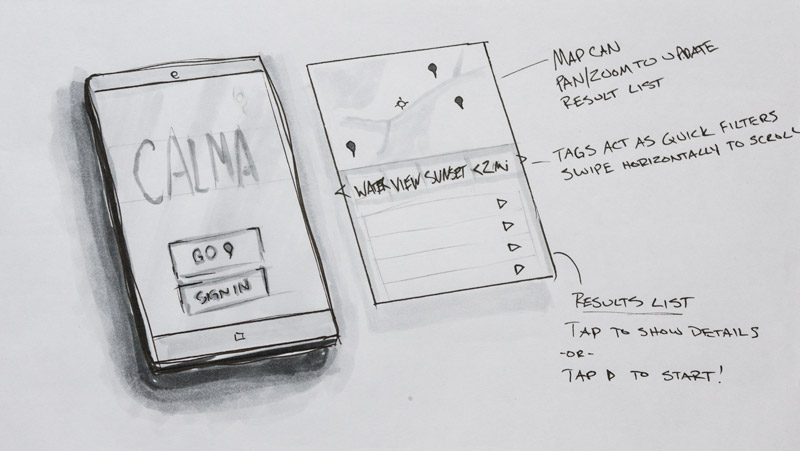 CALMA
GO
SIGN IN
WATER VIEW SUNSET <2 mi
MAP CAN
PAN/ZOOM TO UPDATE
RESULT LIST
TAGS ACT AS QUICK FILTERS
SWIPE HORIZONTALLY TO SCROLL
RESULTS LIST
TAP TO SHOW DETAILS
-OR-
TAP ▷ TO START!